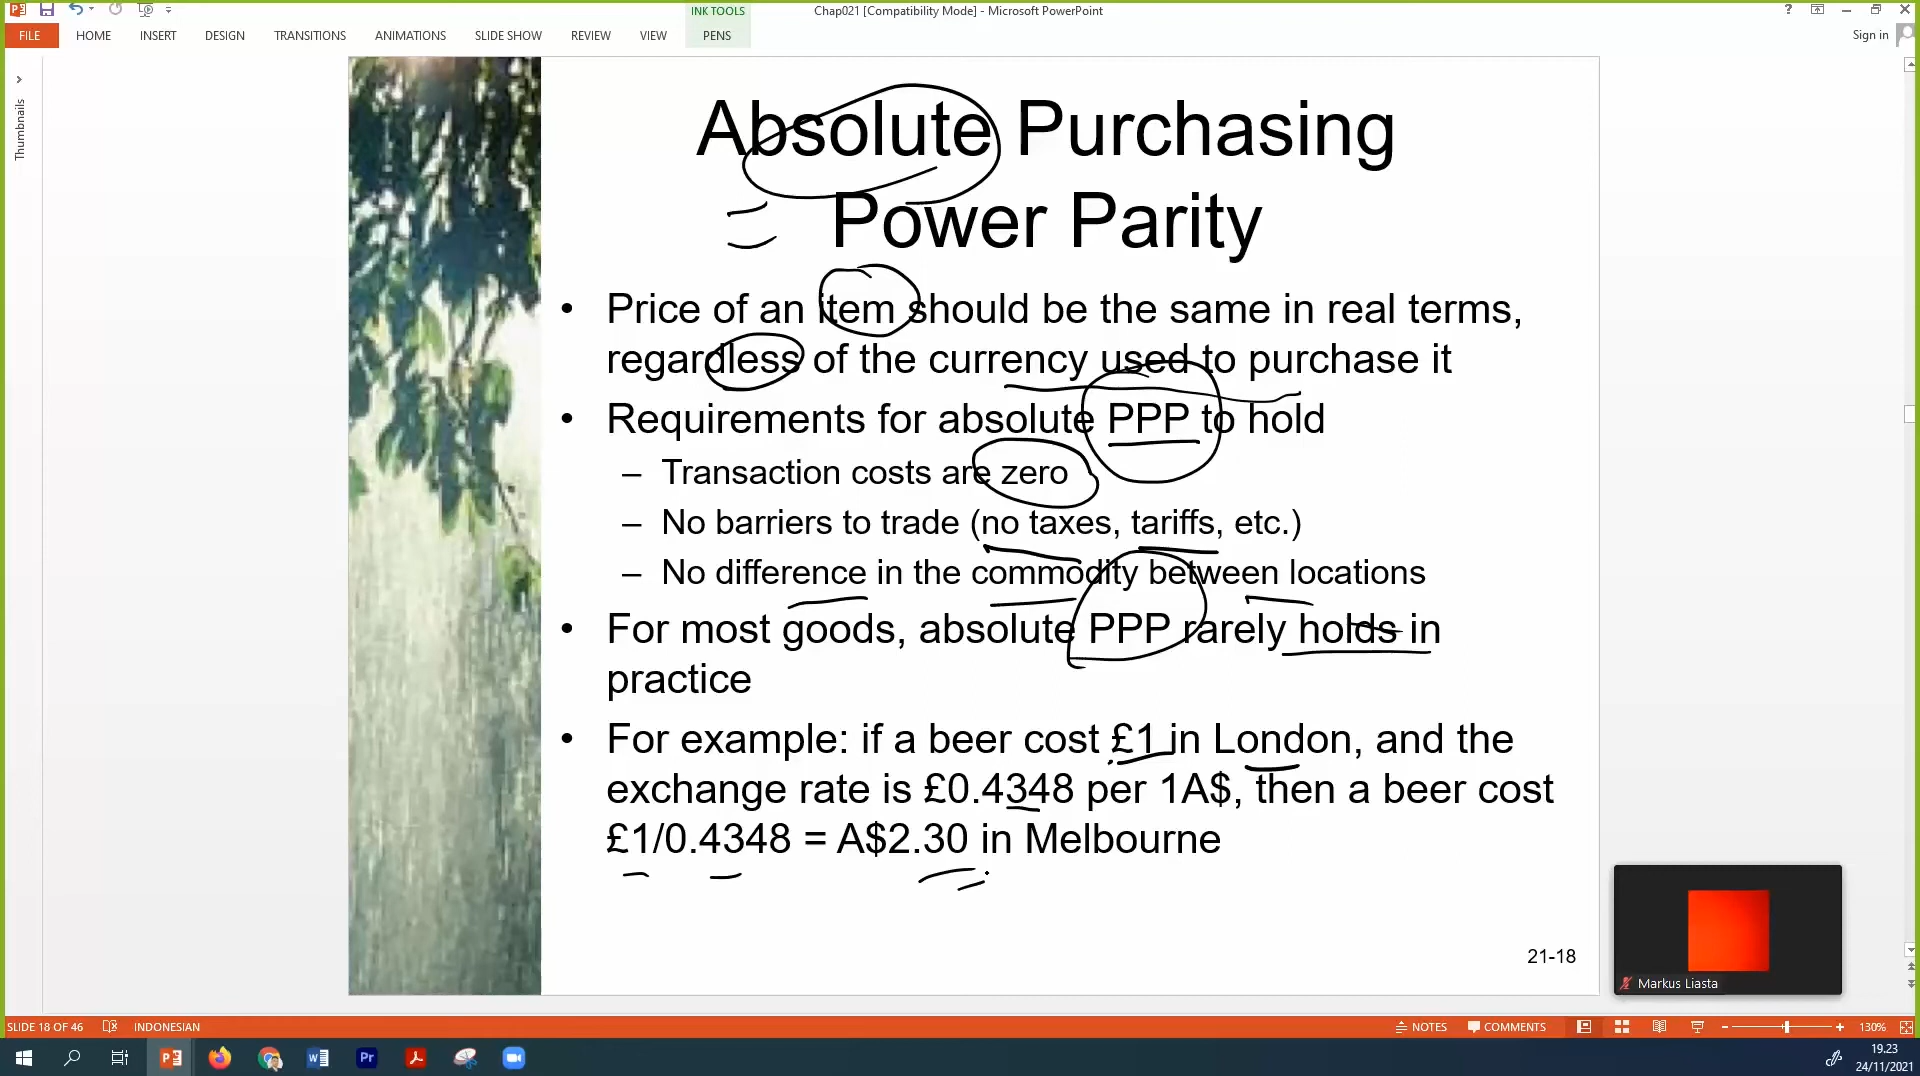 INK TOOLS
Chap021 [Compatibility Mode] - Microsoft PowerPoint
?
FILE HOME INSERT DESIGN TRANSITIONS ANIMATIONS SLIDE SHOW REVIEW VIEW PENS
Sign in
Thumbnails
Absolute Purchasing
Power Parity
• Price of an item should be the same in real terms,
regardless of the currency used to purchase it
• Requirements for absolute PPP to hold
– Transaction costs are zero
– No barriers to trade (no taxes, tariffs, etc.)
– No difference in the commodity between locations
• For most goods, absolute PPP rarely holds in
practice
• For example: if a beer cost £1 in London, and the
exchange rate is £0.4348 per 1A$, then a beer cost
£1/0.4348 = A$2.30 in Melbourne
21-18
Markus Liasta
SLIDE 18 OF 46 INDONESIAN NOTES COMMENTS 130%
19.23
24/11/2021